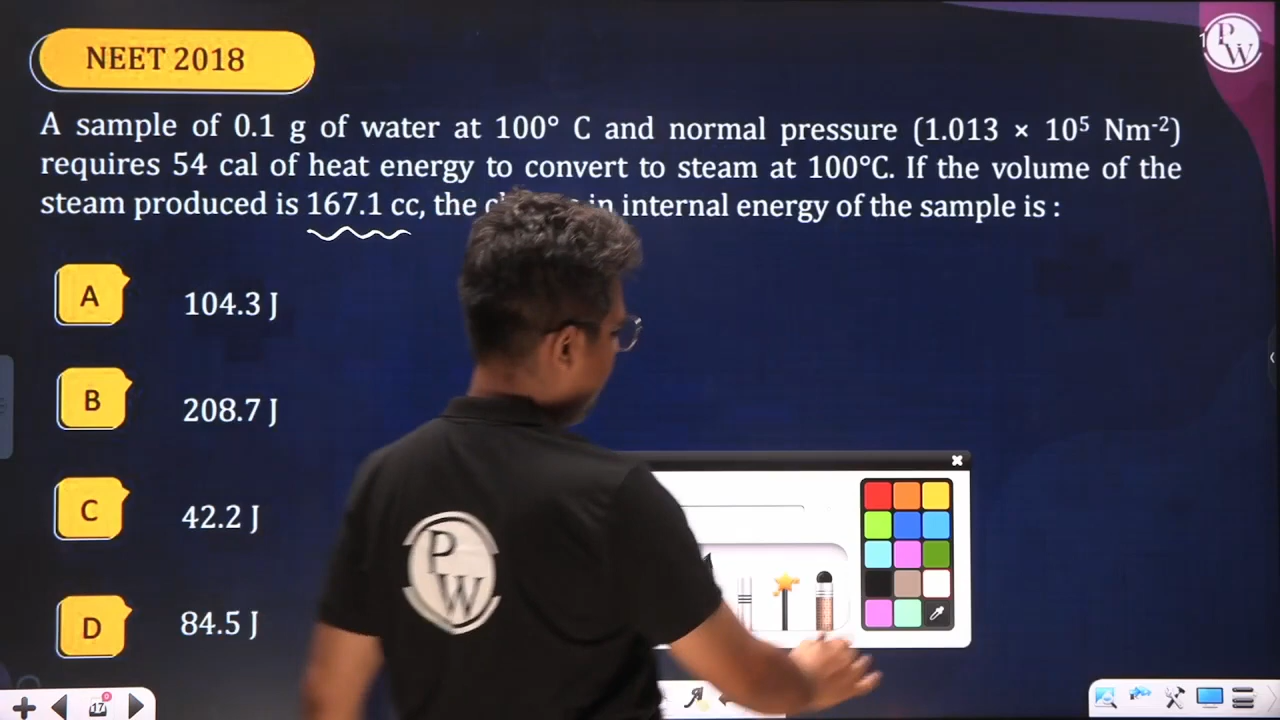 NEET 2018
A sample of 0.1 g of water at 100° C and normal pressure (1.013 × 10⁵ Nm⁻²)
requires 54 cal of heat energy to convert to steam at 100°C. If the volume of the
steam produced is 167.1 cc, the in internal energy of the sample is :
A 104.3 J
B 208.7 J
C 42.2 J
D 84.5 J
P
W
P
W
17